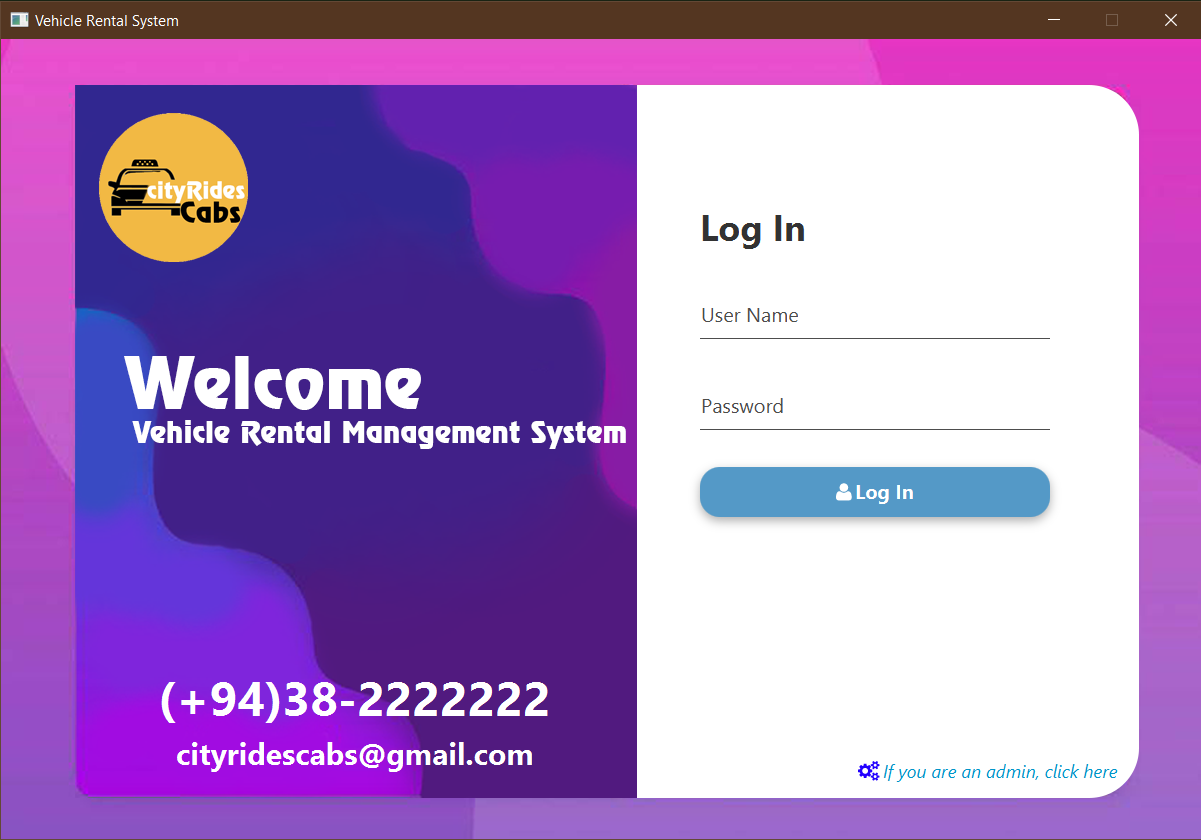 Vehicle Rental System
cityRides
Cabs
Welcome
Vehicle Rental Management System
(+94)38-2222222
cityridescabs@gmail.com
Log In
User Name
Password
Log In
If you are an admin, click here